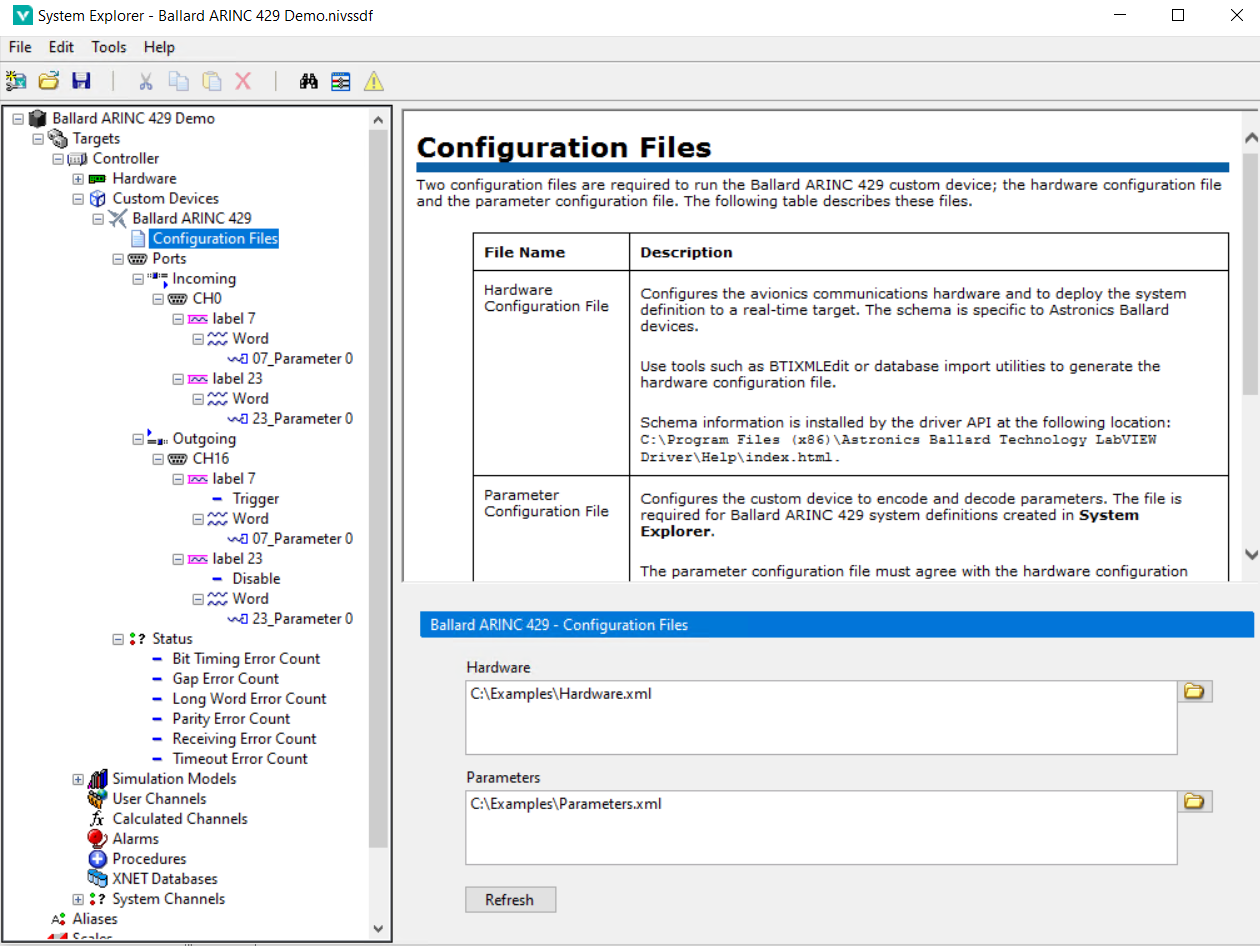 System Explorer - Ballard ARINC 429 Demo.nivssdf
File Edit Tools Help
Ballard ARINC 429 Demo
Targets
Controller
Hardware
Custom Devices
Ballard ARINC 429
Configuration Files
Ports
Incoming
CH0
label 7
Word
07_Parameter 0
label 23
Word
23_Parameter 0
Outgoing
CH16
label 7
Trigger
Word
07_Parameter 0
label 23
Disable
Word
23_Parameter 0
Status
Bit Timing Error Count
Gap Error Count
Long Word Error Count
Parity Error Count
Receiving Error Count
Timeout Error Count
Simulation Models
User Channels
Calculated Channels
Alarms
Procedures
XNET Databases
System Channels
Aliases
Scales
Configuration Files
Two configuration files are required to run the Ballard ARINC 429 custom device; the hardware configuration file
and the parameter configuration file. The following table describes these files.
File Name Description
Hardware
Configuration File
Configures the avionics communications hardware and to deploy the system
definition to a real-time target. The schema is specific to Astronics Ballard
devices.
Use tools such as BTIXMLEdit or database import utilities to generate the
hardware configuration file.
Schema information is installed by the driver API at the following location:
C:\Program Files (x86)\Astronics Ballard Technology LabVIEW
Driver\Help\index.html.
Parameter
Configuration File
Configures the custom device to encode and decode parameters. The file is
required for Ballard ARINC 429 system definitions created in System
Explorer.
The parameter configuration file must agree with the hardware configuration
Ballard ARINC 429 - Configuration Files
Hardware
C:\Examples\Hardware.xml
Parameters
C:\Examples\Parameters.xml
Refresh